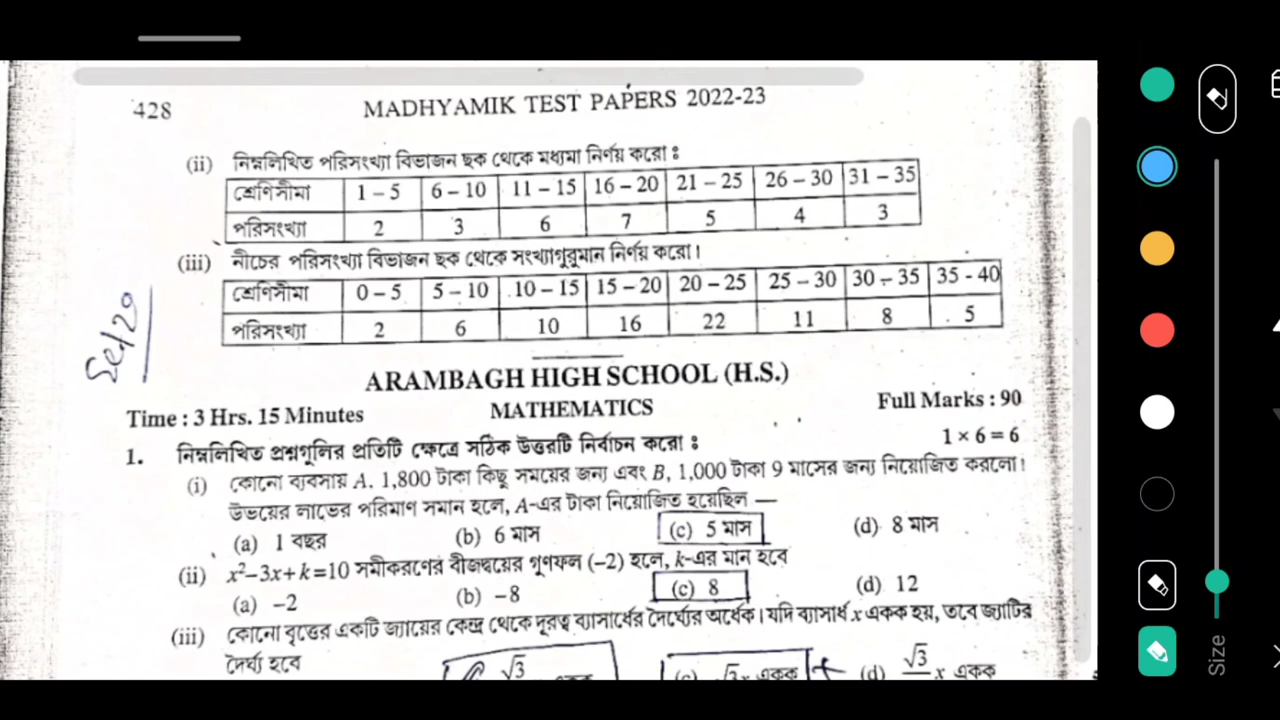 428
MADHYAMIK TEST PAPERS 2022-23
(ii) নিম্নলিখিত পরিসংখ্যা বিভাজন ছক থেকে মধ্যমা নির্ণয় করো ঃ
শ্রেণিসীমা 1 – 5 6 – 10 11 – 15 16 – 20 21 – 25 26 – 30 31 – 35
পরিসংখ্যা 2 3 6 7 5 4 3
(iii) নীচের পরিসংখ্যা বিভাজন ছক থেকে সংখ্যাগুরুমান নির্ণয় করো।
শ্রেণিসীমা 0 – 5 5 – 10 10 – 15 15 – 20 20 – 25 25 – 30 30 – 35 35 - 40
পরিসংখ্যা 2 6 10 16 22 11 8 5
ARAMBAGH HIGH SCHOOL (H.S.)
Time : 3 Hrs. 15 Minutes MATHEMATICS Full Marks : 90
1. নিম্নলিখিত প্রশ্নগুলির প্রতিটি ক্ষেত্রে সঠিক উত্তরটি নির্বাচন করো ঃ 1 × 6 = 6
(i) কোনো ব্যবসায় A. 1,800 টাকা কিছু সময়ের জন্য এবং B, 1,000 টাকা 9 মাসের জন্য নিয়োজিত করলো।
উভয়ের লাভের পরিমাণ সমান হলে, A-এর টাকা নিয়োজিত হয়েছিল —
(a) 1 বছর (b) 6 মাস (c) 5 মাস (d) 8 মাস
(ii) x²–3x+k=10 সমীকরণের বীজদ্বয়ের গুণফল (–2) হলে, k-এর মান হবে
(a) –2 (b) –8 (c) 8 (d) 12
(iii) কোনো বৃত্তের একটি জ্যায়ের কেন্দ্র থেকে দূরত্ব ব্যাসার্ধের দৈর্ঘ্যের অর্ধেক। যদি ব্যাসার্ধ x একক হয়, তবে জ্যাটির
দৈর্ঘ্য হবে
√3 (c) √3x একক (d) √3 x একক
Size